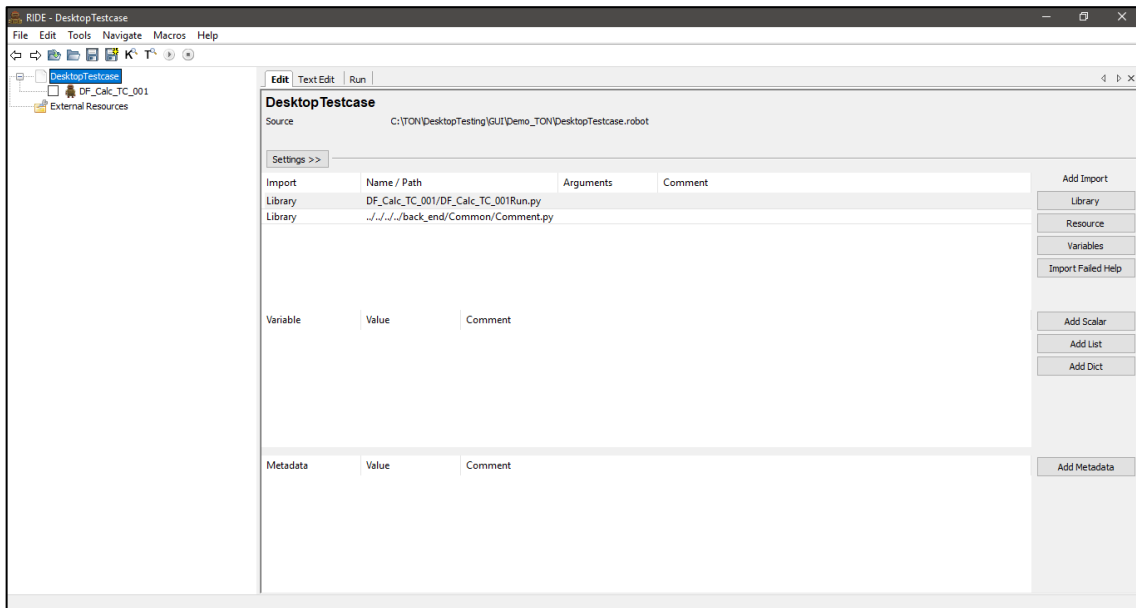 RIDE - DesktopTestcase
File Edit Tools Navigate Macros Help
DesktopTestcase
DF_Calc_TC_001
External Resources
Edit Text Edit Run
DesktopTestcase
Source C:\TON\DesktopTesting\GUI\Demo_TON\DesktopTestcase.robot
Settings >>
Import Name / Path Arguments Comment
Library DF_Calc_TC_001/DF_Calc_TC_001Run.py
Library ../../../../back_end/Common/Comment.py
Add Import
Library
Resource
Variables
Import Failed Help
Variable Value Comment
Add Scalar
Add List
Add Dict
Metadata Value Comment
Add Metadata